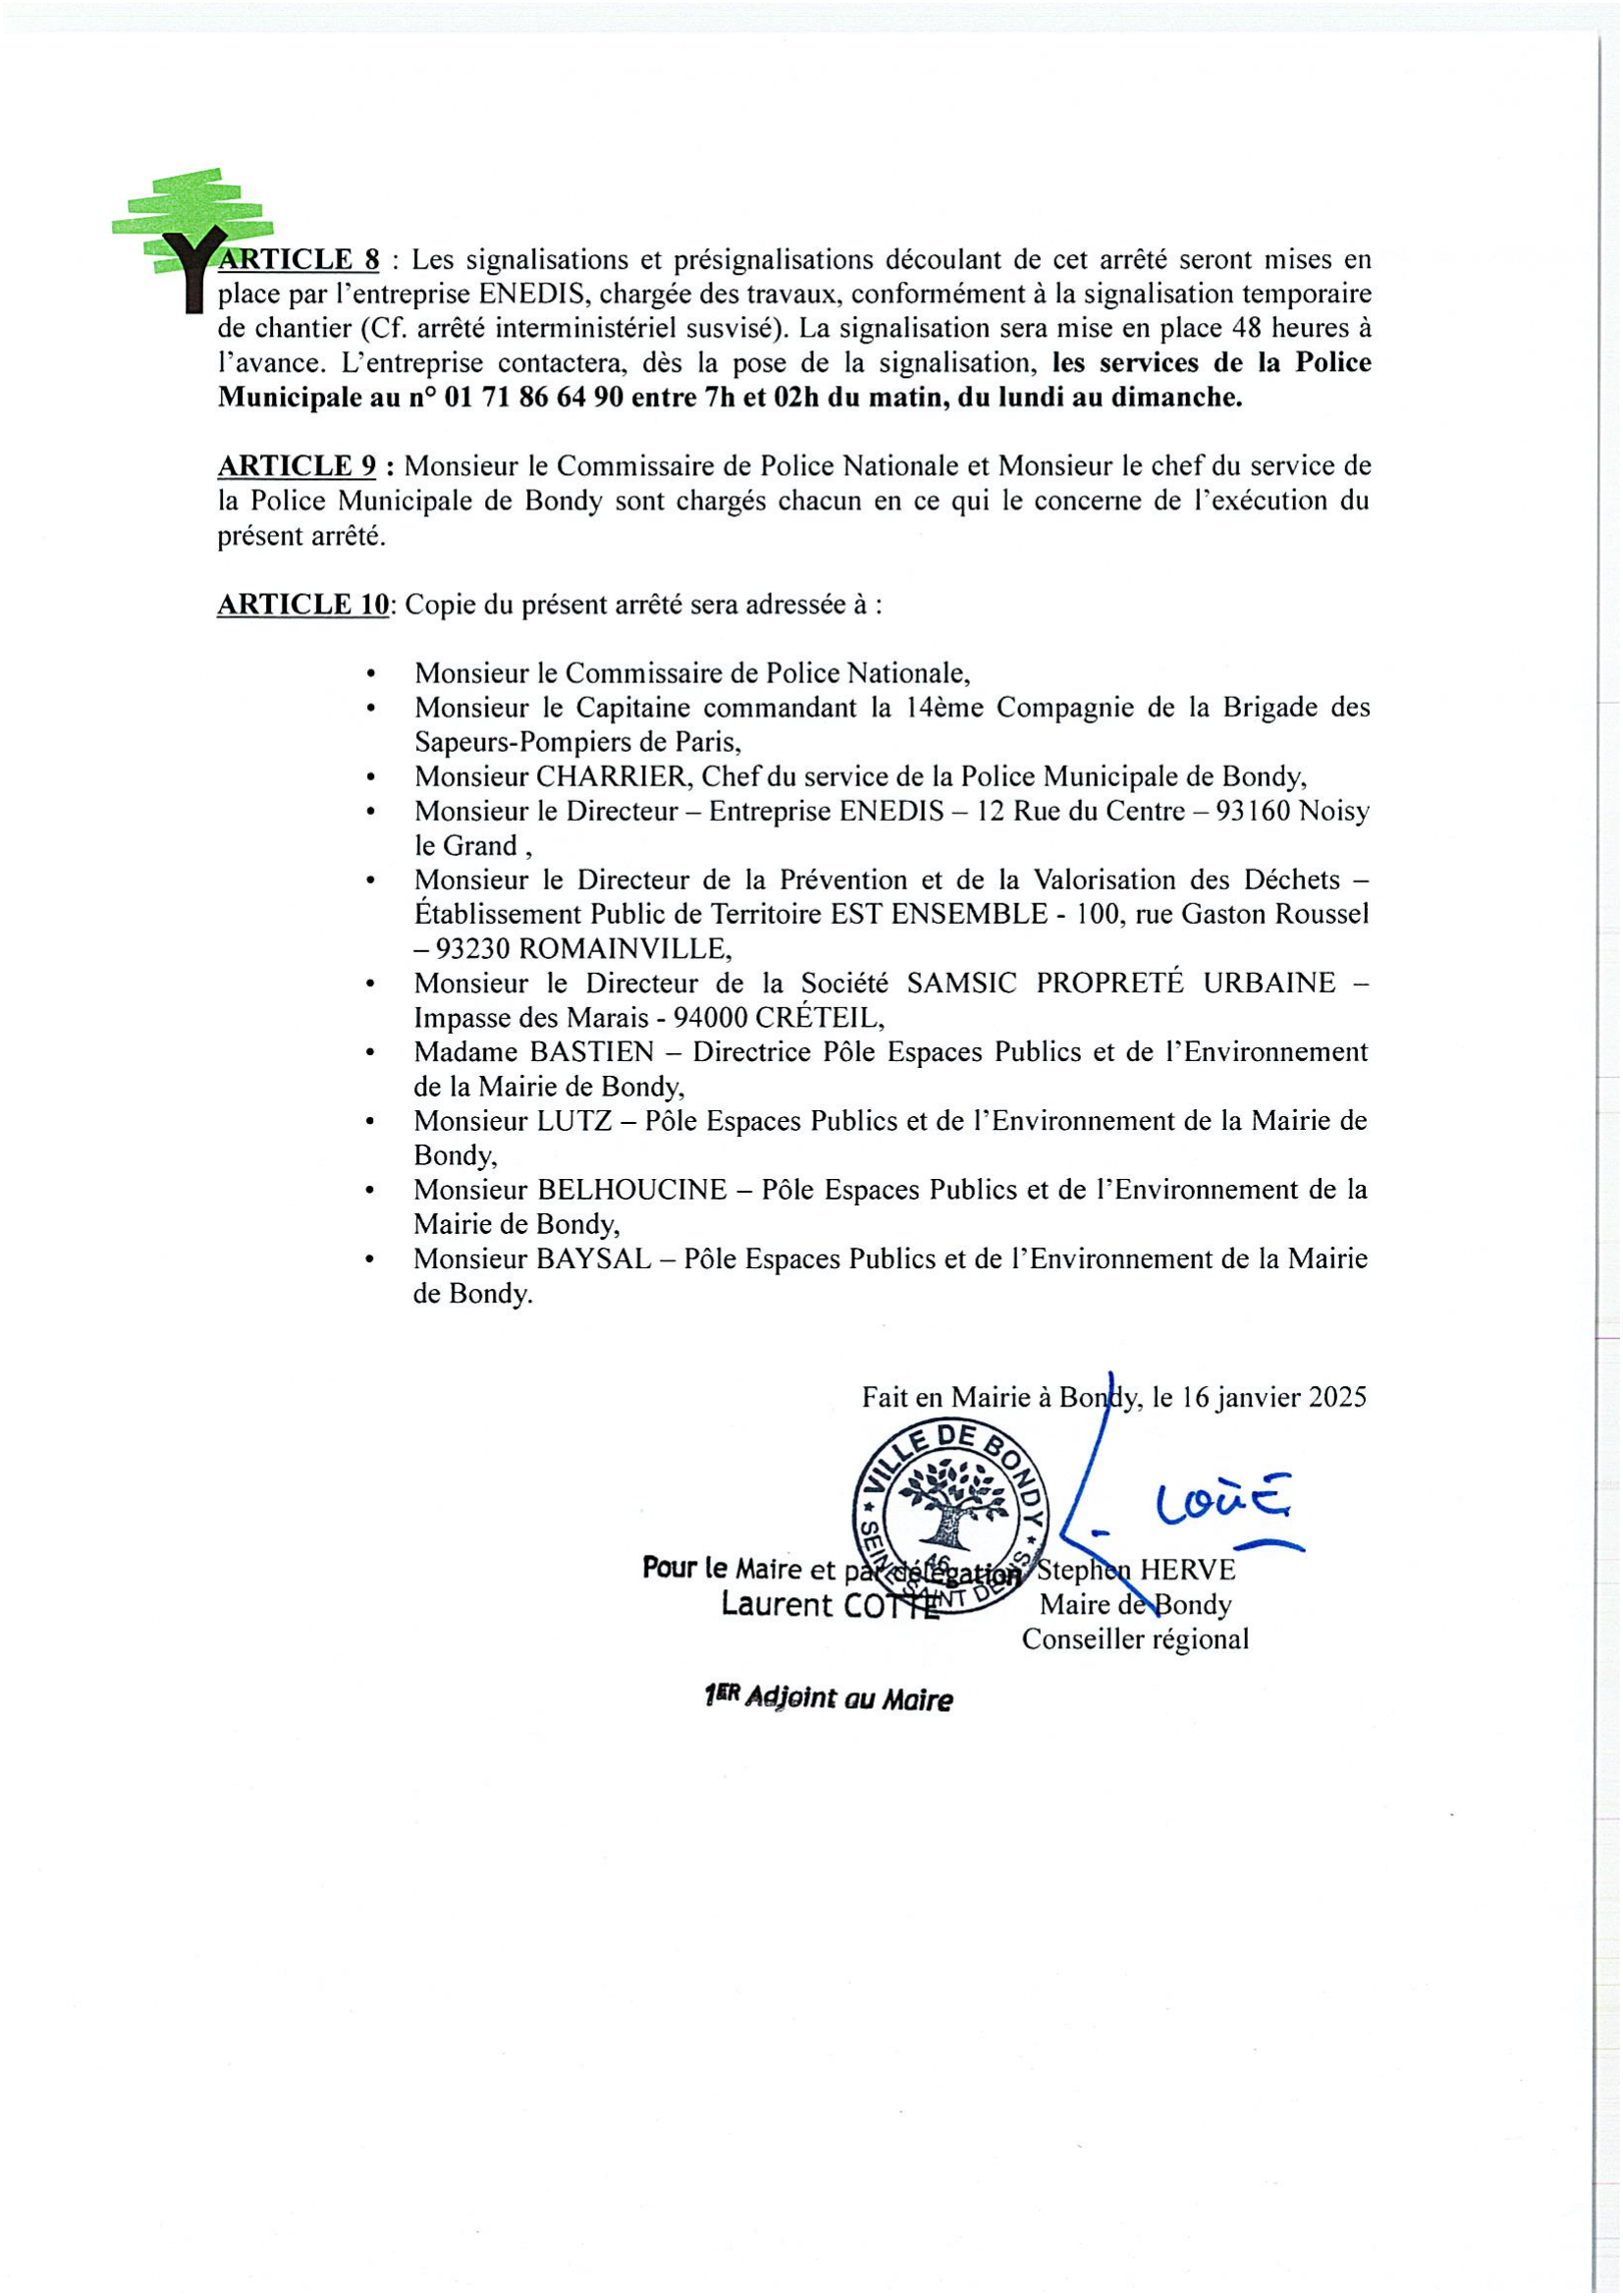 ARTICLE 8 : Les signalisations et présignalisations découlant de cet arrêté seront mises en
place par l'entreprise ENEDIS, chargée des travaux, conformément à la signalisation temporaire
de chantier (Cf. arrêté interministériel susvisé). La signalisation sera mise en place 48 heures à
l'avance. L'entreprise contactera, dès la pose de la signalisation, les services de la Police
Municipale au n° 01 71 86 64 90 entre 7h et 02h du matin, du lundi au dimanche.
ARTICLE 9 : Monsieur le Commissaire de Police Nationale et Monsieur le chef du service de
la Police Municipale de Bondy sont chargés chacun en ce qui le concerne de l'exécution du
présent arrêté.
ARTICLE 10: Copie du présent arrêté sera adressée à :
• Monsieur le Commissaire de Police Nationale,
• Monsieur le Capitaine commandant la 14ème Compagnie de la Brigade des
Sapeurs-Pompiers de Paris,
• Monsieur CHARRIER, Chef du service de la Police Municipale de Bondy,
• Monsieur le Directeur – Entreprise ENEDIS – 12 Rue du Centre – 93160 Noisy
le Grand ,
• Monsieur le Directeur de la Prévention et de la Valorisation des Déchets –
Établissement Public de Territoire EST ENSEMBLE - 100, rue Gaston Roussel
– 93230 ROMAINVILLE,
• Monsieur le Directeur de la Société SAMSIC PROPRETÉ URBAINE –
Impasse des Marais - 94000 CRÉTEIL,
• Madame BASTIEN – Directrice Pôle Espaces Publics et de l'Environnement
de la Mairie de Bondy,
• Monsieur LUTZ – Pôle Espaces Publics et de l'Environnement de la Mairie de
Bondy,
• Monsieur BELHOUCINE – Pôle Espaces Publics et de l'Environnement de la
Mairie de Bondy,
• Monsieur BAYSAL – Pôle Espaces Publics et de l'Environnement de la Mairie
de Bondy.
Fait en Mairie à Bondy, le 16 janvier 2025
* VILLE DE BONDY *
SEINE SAINT DENIS
46
Pour le Maire et par délégation
Laurent COTTE
1ER Adjoint au Maire
Stephen HERVE
Maire de Bondy
Conseiller régional